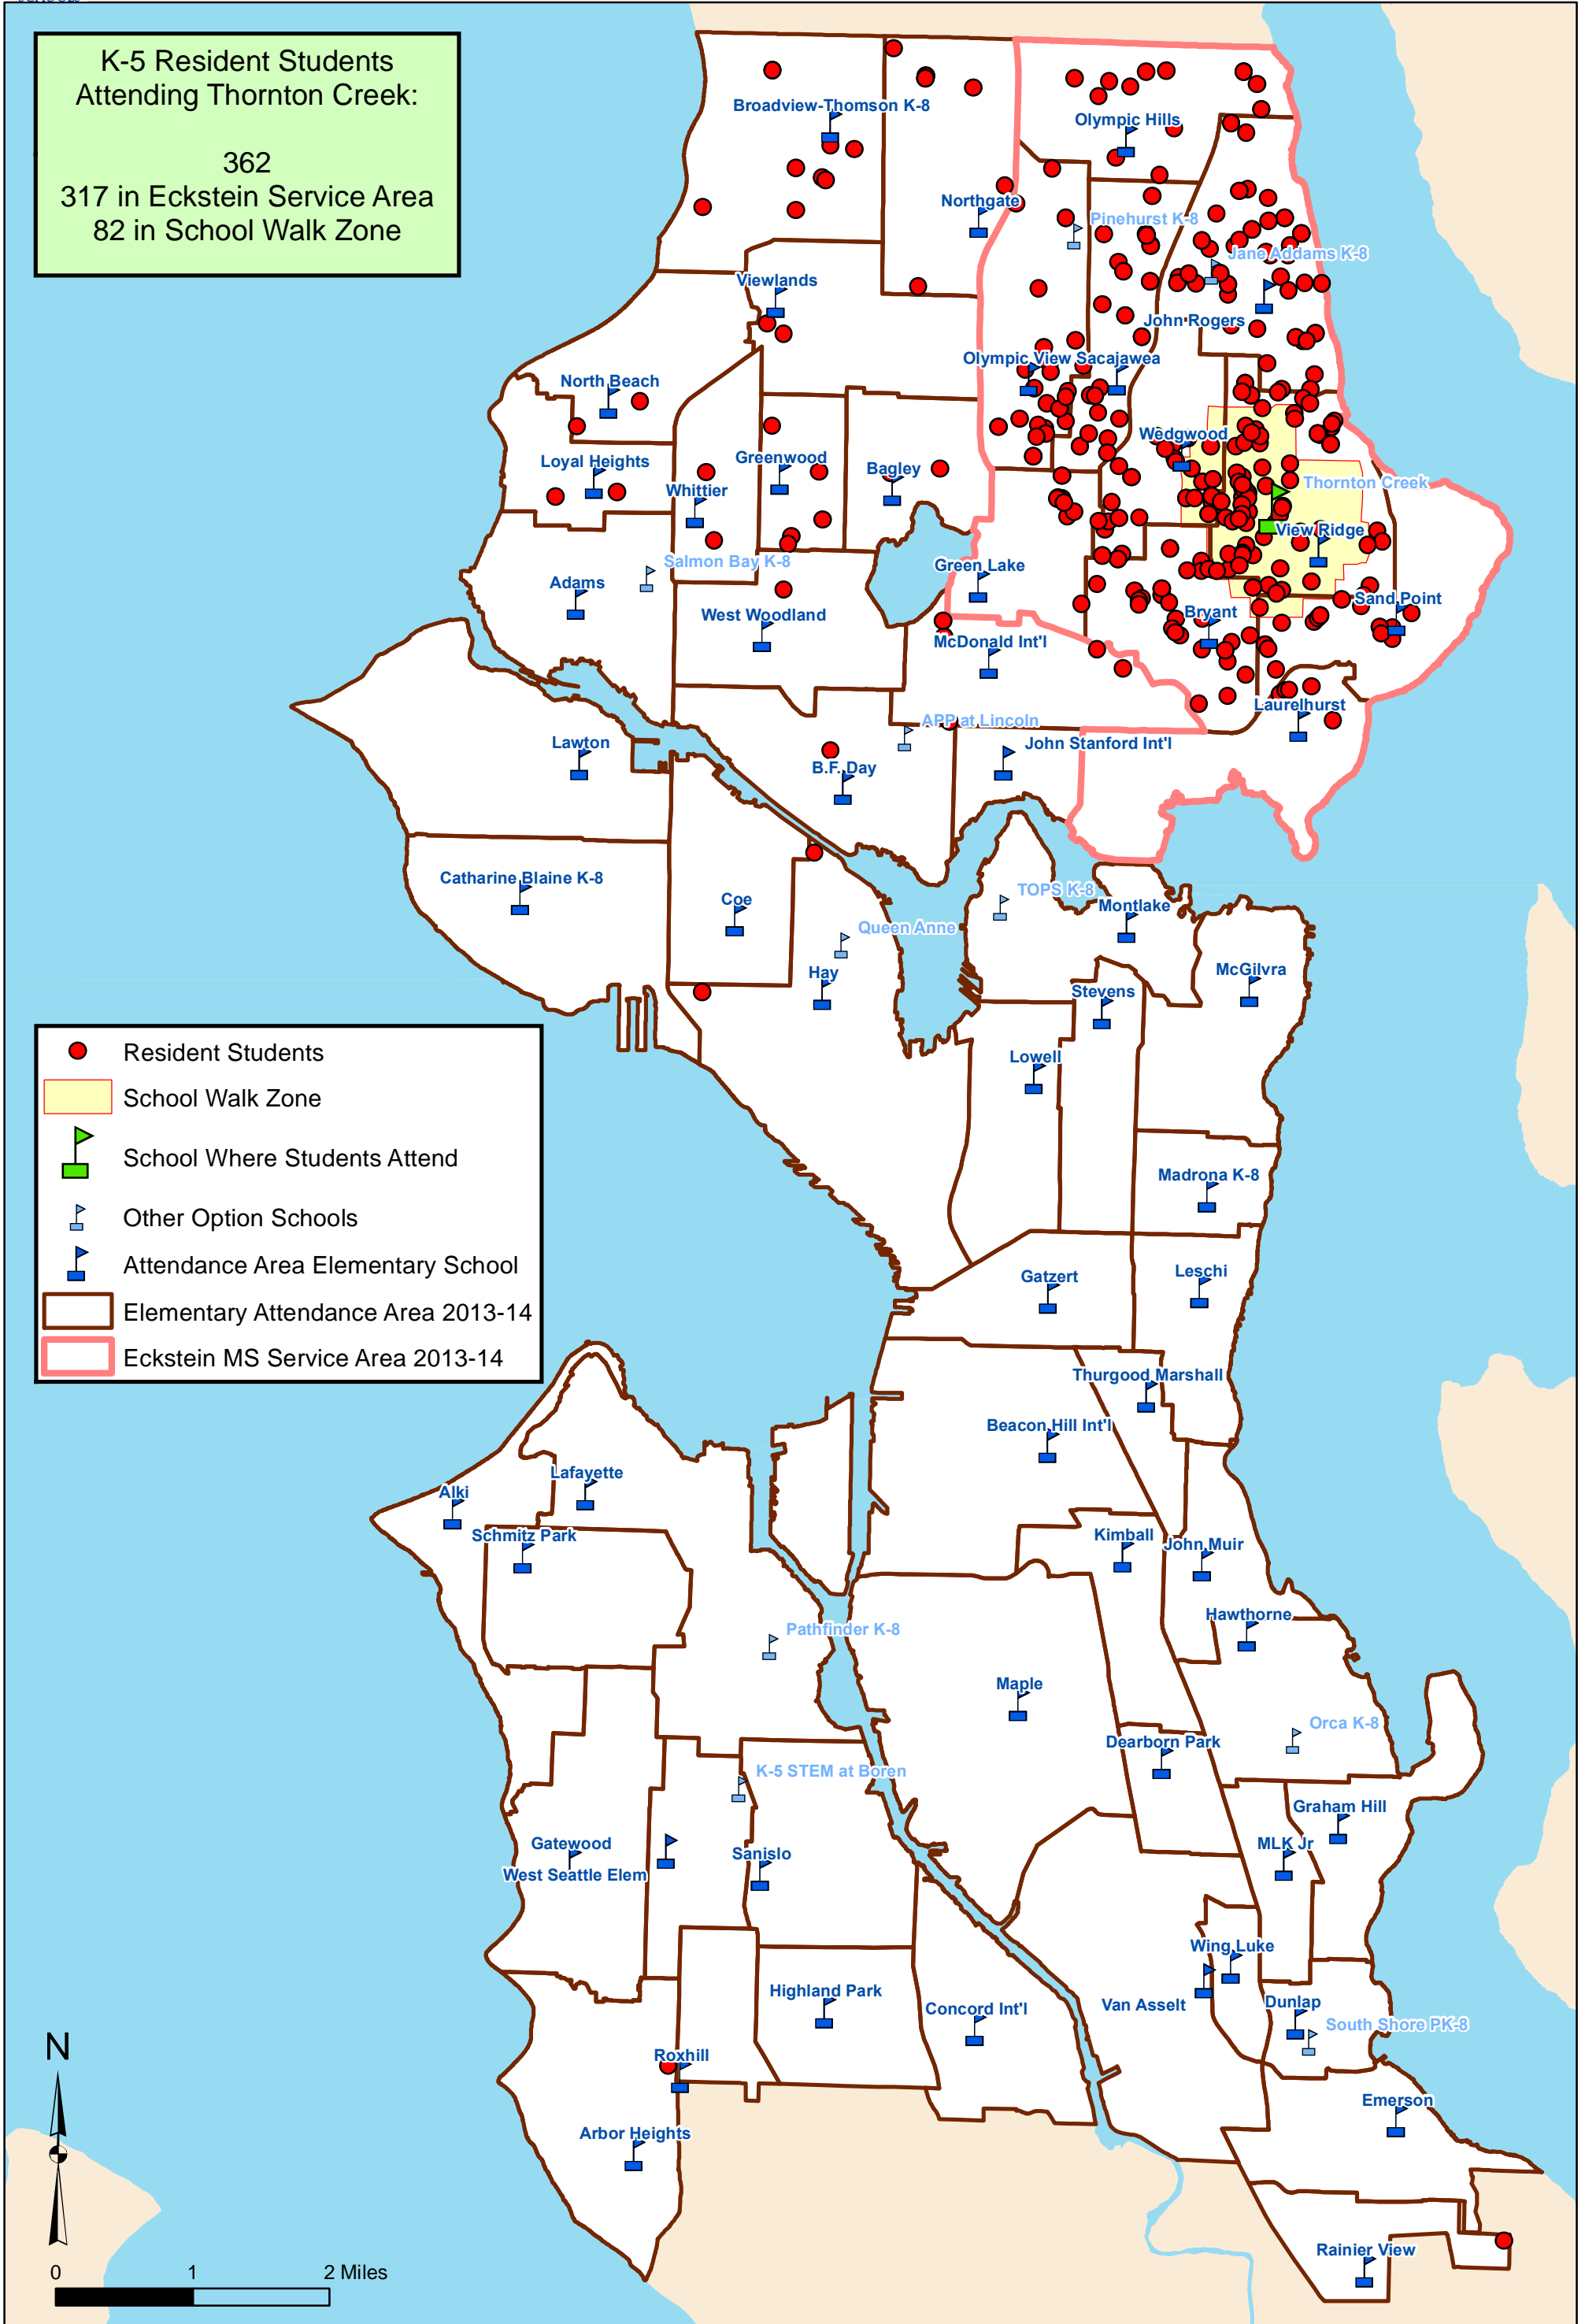 K-5 Resident Students
Attending Thornton Creek:
362
317 in Eckstein Service Area
82 in School Walk Zone
Broadview-Thomson K-8
Olympic Hills
Northgate
Pinehurst K-8
Jane Addams K-8
Viewlands
John Rogers
Olympic View
Sacajawea
North Beach
Wedgwood
Loyal Heights
Greenwood
Bagley
Whittier
Thornton Creek
View Ridge
Salmon Bay K-8
Green Lake
Adams
West Woodland
Bryant
Sand Point
McDonald Int'l
Laurelhurst
APP at Lincoln
Lawton
John Stanford Int'l
B.F. Day
Catharine Blaine K-8
Coe
TOPS K-8
Montlake
Queen Anne
Hay
McGilvra
Stevens
Lowell
Resident Students
School Walk Zone
School Where Students Attend
Other Option Schools
Attendance Area Elementary School
Elementary Attendance Area 2013-14
Eckstein MS Service Area 2013-14
Madrona K-8
Gatzert
Leschi
Thurgood Marshall
Beacon Hill Int'l
Lafayette
Alki
Schmitz Park
Kimball
John Muir
Hawthorne
Pathfinder K-8
Maple
Orca K-8
Dearborn Park
K-5 STEM at Boren
Graham Hill
Gatewood
MLK Jr
West Seattle Elem
Sanislo
Wing Luke
Highland Park
Concord Int'l
Van Asselt
Dunlap
South Shore PK-8
Roxhill
Emerson
Arbor Heights
Rainier View
N
0 1 2 Miles